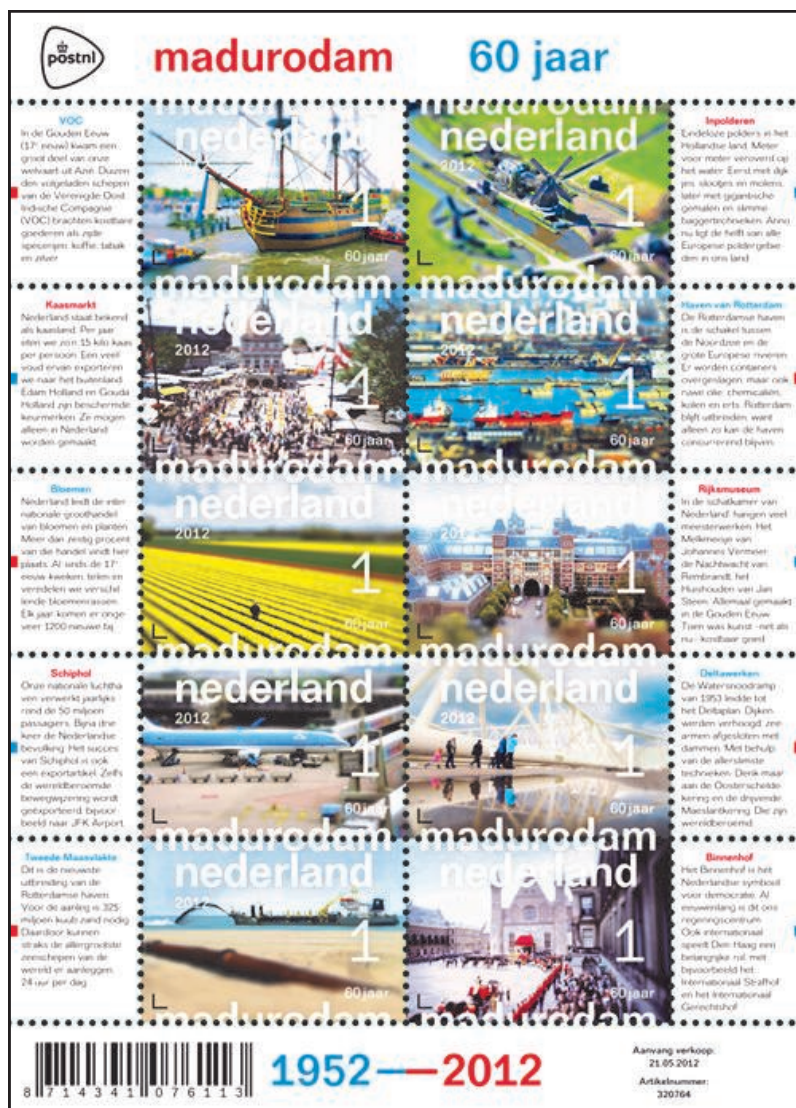 postnl
madurodam 60 jaar
VOC
In de Gouden Eeuw
(17e eeuw) kwam een
groot deel van onze
welvaart uit Azië. Duizen
den volgeladen schepen
van de Verenigde Oost
Indische Compagnie
(VOC) brachten kostbare
goederen als zijde
specerijen, koffie, tabak
en zilver
madurodam
nederland
2012
1
60 jaar
madurodam
nederland
2012
1
60 jaar
Inpolderen
Eindeloze polders in het
Hollandse land. Meter
voor meter veroverd op
het water. Eerst met dijk
jes, slootjes en molens,
later met gigantische
gemalen en slimme
baggertechnieken. Anno
nu ligt de helft van alle
Europese poldergebie
den in ons land
Kaasmarkt
Nederland staat bekend
als kaasland. Per jaar
eten we zo'n 15 kilo kaas
per persoon. Een veel
voud ervan exporteren
we naar het buitenland
Edam Holland en Gouda
Holland zijn beschermde
keurmerken. Ze mogen
alleen in Nederland
worden gemaakt
madurodam
nederland
2012
1
60 jaar
madurodam
nederland
2012
1
60 jaar
Haven van Rotterdam
De Rotterdamse haven
is de schakel tussen
de Noordzee en de
grote Europese rivieren
Er worden containers
overgeslagen, maar ook
ruwe olie, chemicaliën,
kolen en erts. Rotterdam
blijft uitbreiden, want
alleen zo kan de haven
concurrerend blijven.
Bloemen
Nederland leidt de inter
nationale groothandel
van bloemen en planten
Meer dan zestig procent
van die handel vindt hier
plaats. Al sinds de 17e
eeuw kweken, telen en
veredelen we verschil
lende bloemenrassen.
Elk jaar komen er onge
veer 1200 nieuwe bij
madurodam
nederland
2012
1
60 jaar
madurodam
nederland
2012
1
60 jaar
Rijksmuseum
In de schatkamer van
Nederland hangen veel
meesterwerken. Het
Melkmeisje van
Johannes Vermeer
de Nachtwacht van
Rembrandt, het
Huishouden van Jan
Steen. Allemaal gemaakt
in de Gouden Eeuw.
Toen was kunst -net als
nu- kostbaar goed
Schiphol
Onze nationale luchtha
ven verwerkt jaarlijks
rond de 50 miljoen
passagiers. Bijna drie
keer de Nederlandse
bevolking. Het succes
van Schiphol is ook
een exportartikel. Zelfs
de wereldberoemde
bewegwijzering wordt
geëxporteerd, bijvoor
beeld naar JFK Airport
madurodam
nederland
2012
1
60 jaar
madurodam
nederland
2012
1
60 jaar
Deltawerken
De Watersnoodramp
van 1953 leidde tot
het Deltaplan. Dijken
werden verhoogd, zee
armen afgesloten met
dammen. Met behulp
van de allerslimste
technieken. Denk maar
aan de Oosterschelde
kering en de drijvende
Maeslantkering. Die zijn
wereldberoemd.
Tweede Maasvlakte
Dit is de nieuwste
uitbreiding van de
Rotterdamse haven
Voor de aanleg is 325
miljoen kuub zand nodig
Daardoor kunnen
straks de allergrootste
zeeschepen van de
wereld er aanleggen
24 uur per dag
madurodam
nederland
2012
1
60 jaar
madurodam
nederland
2012
1
60 jaar
Binnenhof
Het Binnenhof is hét
Nederlandse symbool
voor democratie. Al
eeuwenlang is dit ons
regeringscentrum.
Ook internationaal
speelt Den Haag een
belangrijke rol, met
bijvoorbeeld het
Internationaal Strafhof
en het Internationaal
Gerechtshof
madurodam
madurodam
8 714341 076113
1952—2012
Aanvang verkoop:
21.05.2012
Artikelnummer:
320764